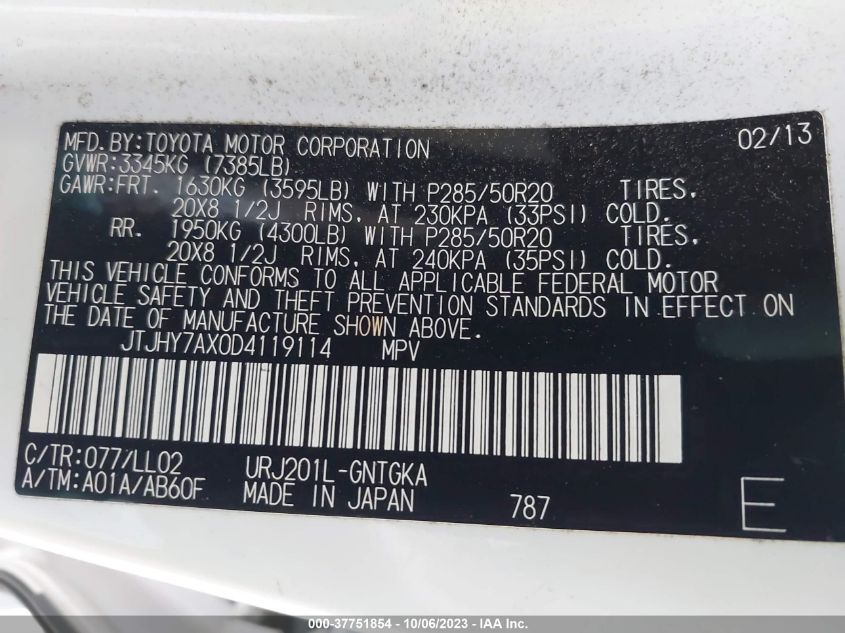 MFD.BY:TOYOTA MOTOR CORPORATION 02/13
GVWR:3345KG (7385LB)
GAWR:FRT. 1630KG (3595LB) WITH P285/50R20 TIRES.
20X8 1/2J RIMS. AT 230KPA (33PSI) COLD.
RR. 1950KG (4300LB) WITH P285/50R20 TIRES.
20X8 1/2J RIMS. AT 240KPA (35PSI) COLD.
THIS VEHICLE CONFORMS TO ALL APPLICABLE FEDERAL MOTOR
VEHICLE SAFETY AND THEFT PREVENTION STANDARDS IN EFFECT ON
THE DATE OF MANUFACTURE SHOWN ABOVE.
JTJHY7AX0D4119114 MPV
C/TR:077/LL02 URJ201L-GNTGKA
A/TM:A01A/AB60F MADE IN JAPAN 787 E
000-37751854 - 10/06/2023 - IAA Inc.